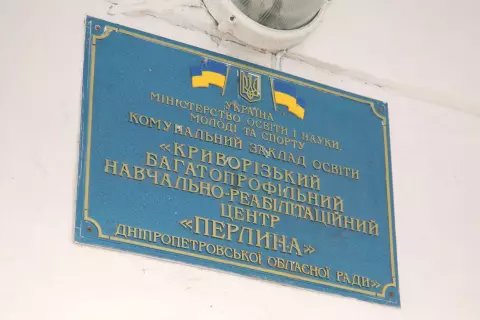 УКРАЇНА
МІНІСТЕРСТВО ОСВІТИ І НАУКИ,
МОЛОДІ ТА СПОРТУ
КОМУНАЛЬНИЙ ЗАКЛАД ОСВІТИ
«КРИВОРІЗЬКИЙ
БАГАТОПРОФІЛЬНИЙ
НАВЧАЛЬНО-РЕАБІЛІТАЦІЙНИЙ
ЦЕНТР
«ПЕРЛИНА»
ДНІПРОПЕТРОВСЬКОЇ ОБЛАСНОЇ РАДИ»